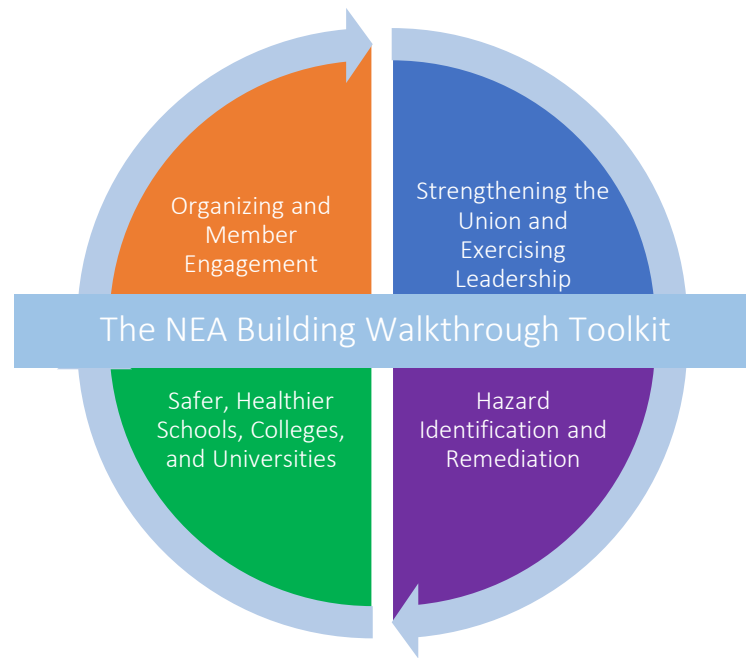 Organizing and
Member
Engagement
Strengthening the
Union and
Exercising
Leadership
The NEA Building Walkthrough Toolkit
Safer, Healthier
Schools, Colleges,
and Universities
Hazard
Identification and
Remediation